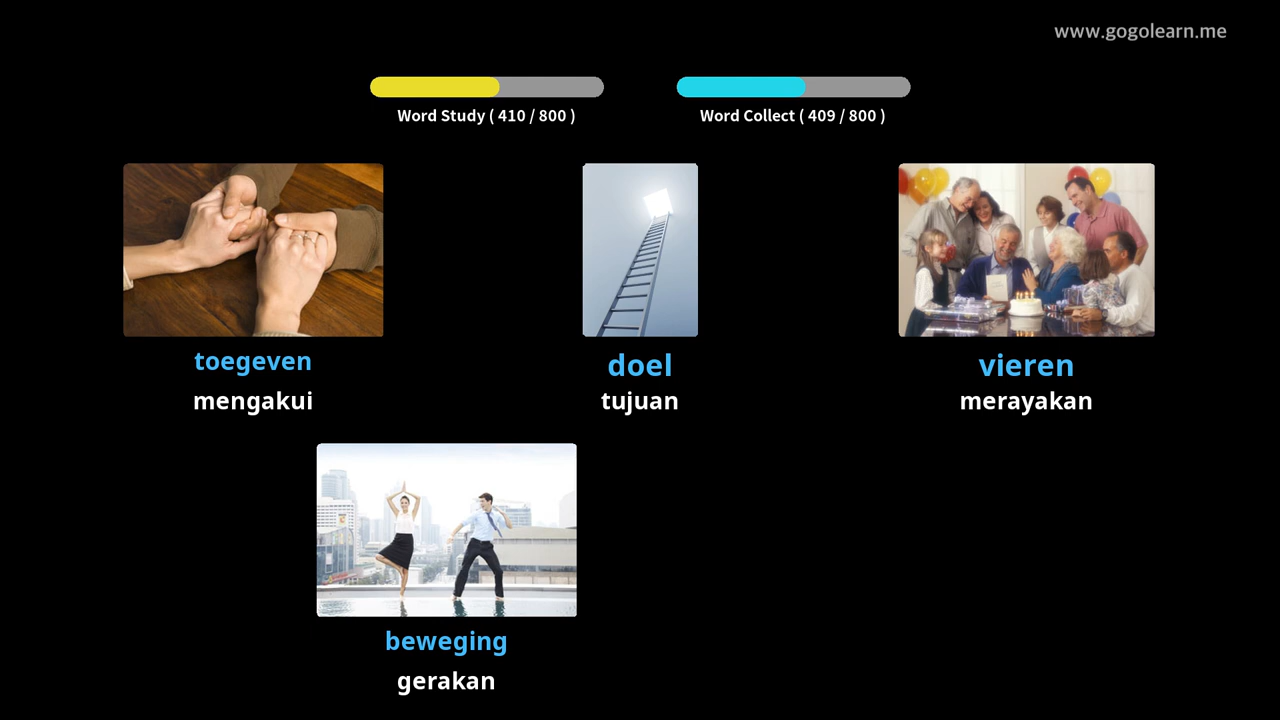 www.gogolearn.me
Word Study ( 410 / 800 )
Word Collect ( 409 / 800 )
toegeven
mengakui
doel
tujuan
vieren
merayakan
beweging
gerakan